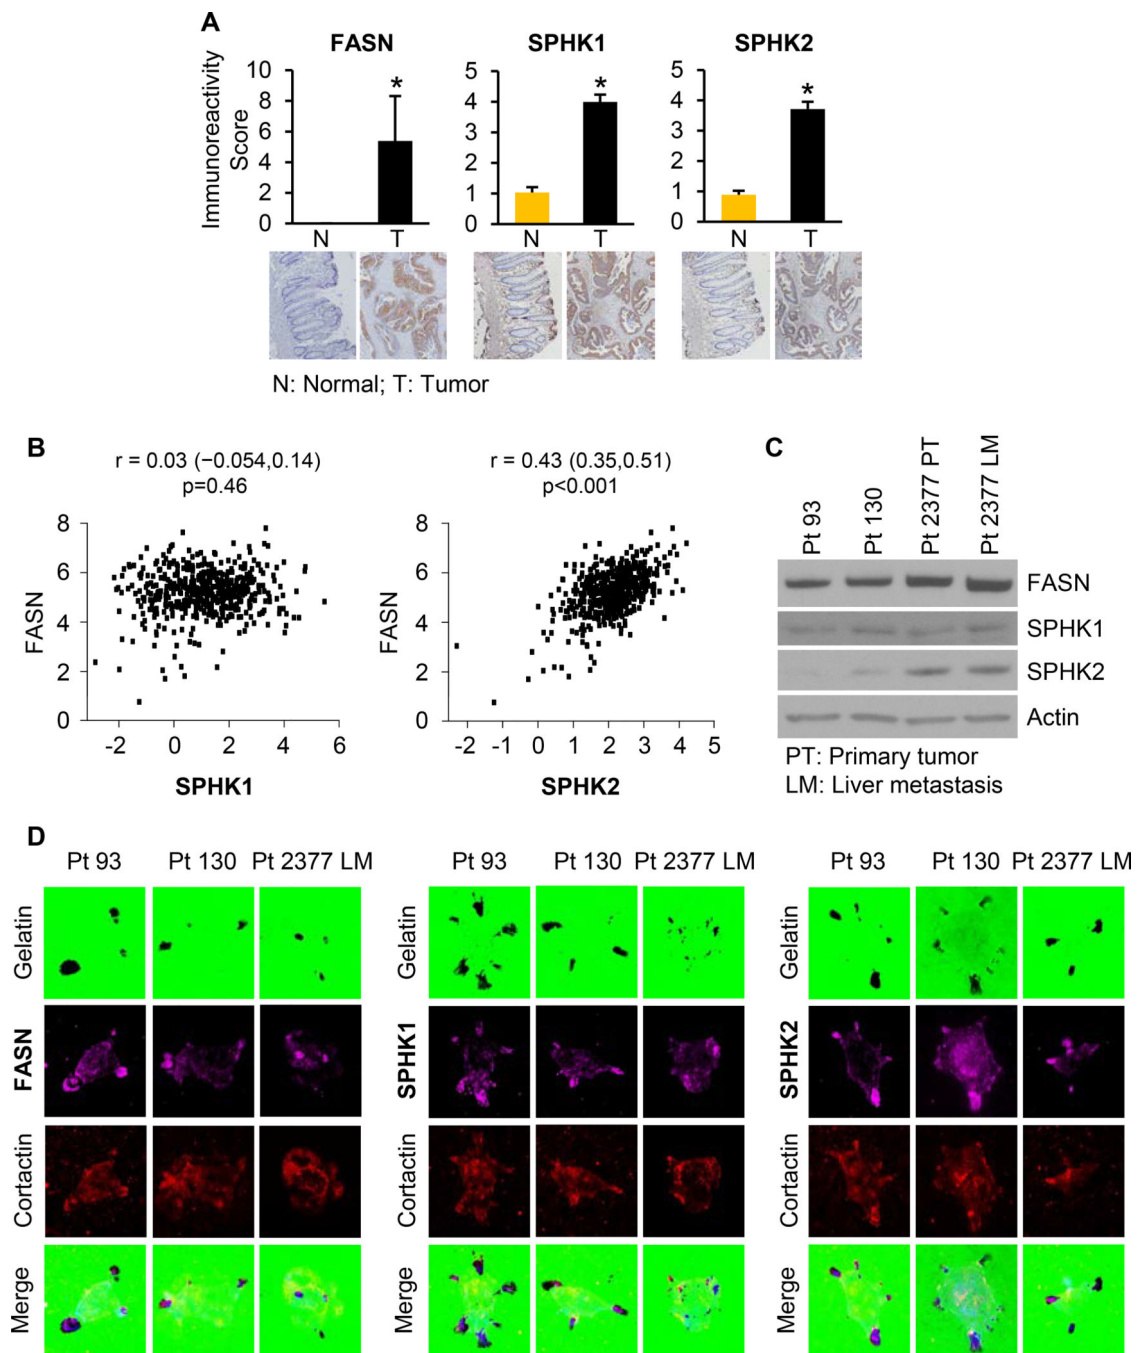 A
FASN
SPHK1
SPHK2
Immunoreactivity
Score
10
8
6
4
2
0
*
N
T
5
4
3
2
1
0
*
N
T
5
4
3
2
1
0
*
N
T
N: Normal; T: Tumor
B
r = 0.03 (−0.054,0.14)
p=0.46
FASN
8
6
4
2
0
-2
0
2
4
6
SPHK1
r = 0.43 (0.35,0.51)
p<0.001
FASN
8
6
4
2
0
-2
-1
0
1
2
3
4
5
SPHK2
C
Pt 93
Pt 130
Pt 2377 PT
Pt 2377 LM
FASN
SPHK1
SPHK2
Actin
PT: Primary tumor
LM: Liver metastasis
D
Pt 93
Pt 130
Pt 2377 LM
Gelatin
FASN
Cortactin
Merge
Pt 93
Pt 130
Pt 2377 LM
Gelatin
SPHK1
Cortactin
Merge
Pt 93
Pt 130
Pt 2377 LM
Gelatin
SPHK2
Cortactin
Merge